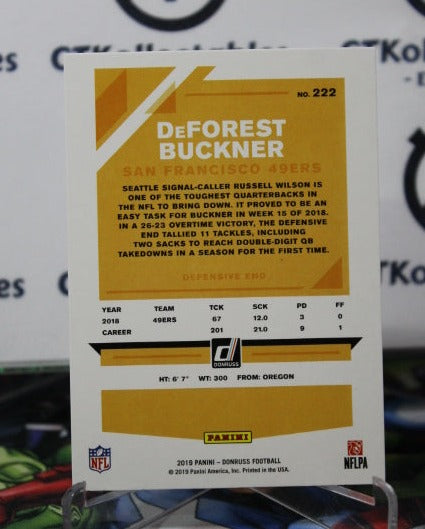 CTKollectables
NO. 222
DeFOREST
BUCKNER
SAN FRANCISCO 49ERS
SEATTLE SIGNAL-CALLER RUSSELL WILSON IS
ONE OF THE TOUGHEST QUARTERBACKS IN
THE NFL TO BRING DOWN. IT PROVED TO BE AN
EASY TASK FOR BUCKNER IN WEEK 15 OF 2018.
IN A 26-23 OVERTIME VICTORY, THE DEFENSIVE
END TALLIED 11 TACKLES, INCLUDING
TWO SACKS TO REACH DOUBLE-DIGIT QB
TAKEDOWNS IN A SEASON FOR THE FIRST TIME.
DEFENSIVE END
YEAR TEAM TCK SCK PD FF
2018 49ERS 67 12.0 3 0
CAREER 201 21.0 9 1
DONRUSS
HT: 6' 7" WT: 300 FROM: OREGON
PANINI
NFL
NFLPA
2019 PANINI – DONRUSS FOOTBALL
© 2019 Panini America, Inc. Printed in the USA.